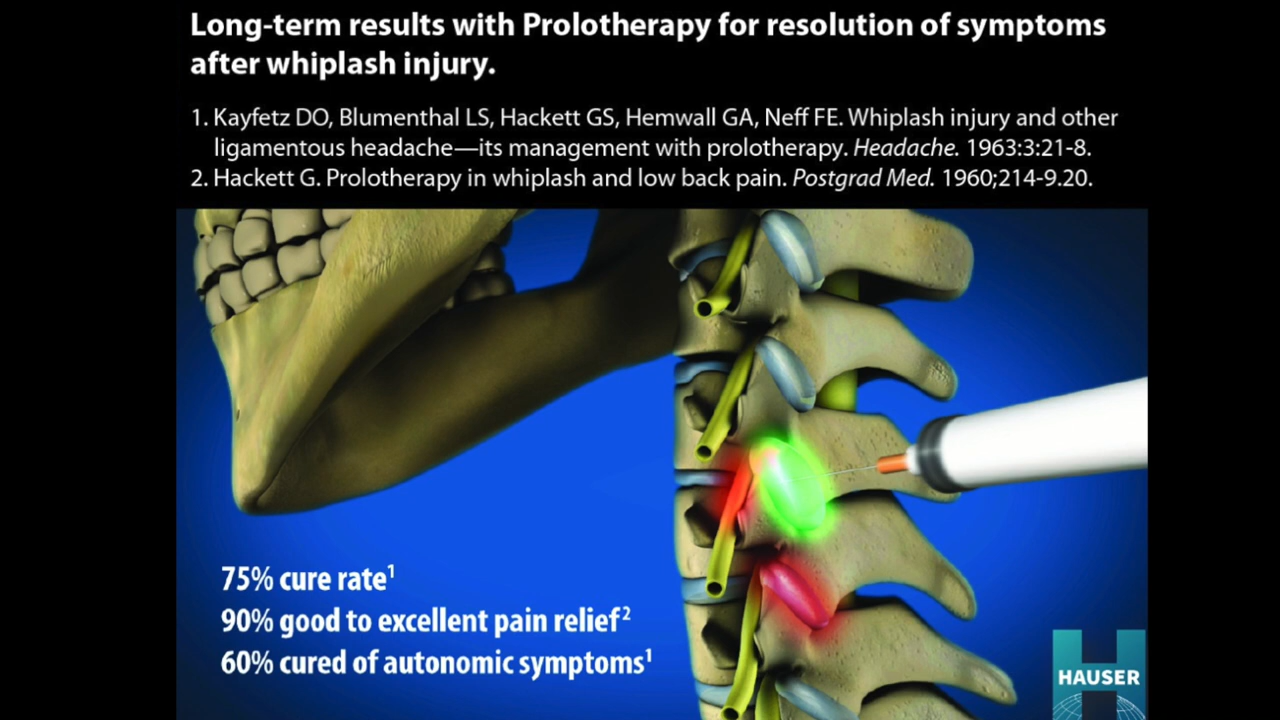 Long-term results with Prolotherapy for resolution of symptoms
after whiplash injury.
1. Kayfetz DO, Blumenthal LS, Hackett GS, Hemwall GA, Neff FE. Whiplash injury and other
ligamentous headache—its management with prolotherapy. Headache. 1963:3:21-8.
2. Hackett G. Prolotherapy in whiplash and low back pain. Postgrad Med. 1960;214-9.20.
75% cure rate1
90% good to excellent pain relief2
60% cured of autonomic symptoms1
HAUSER